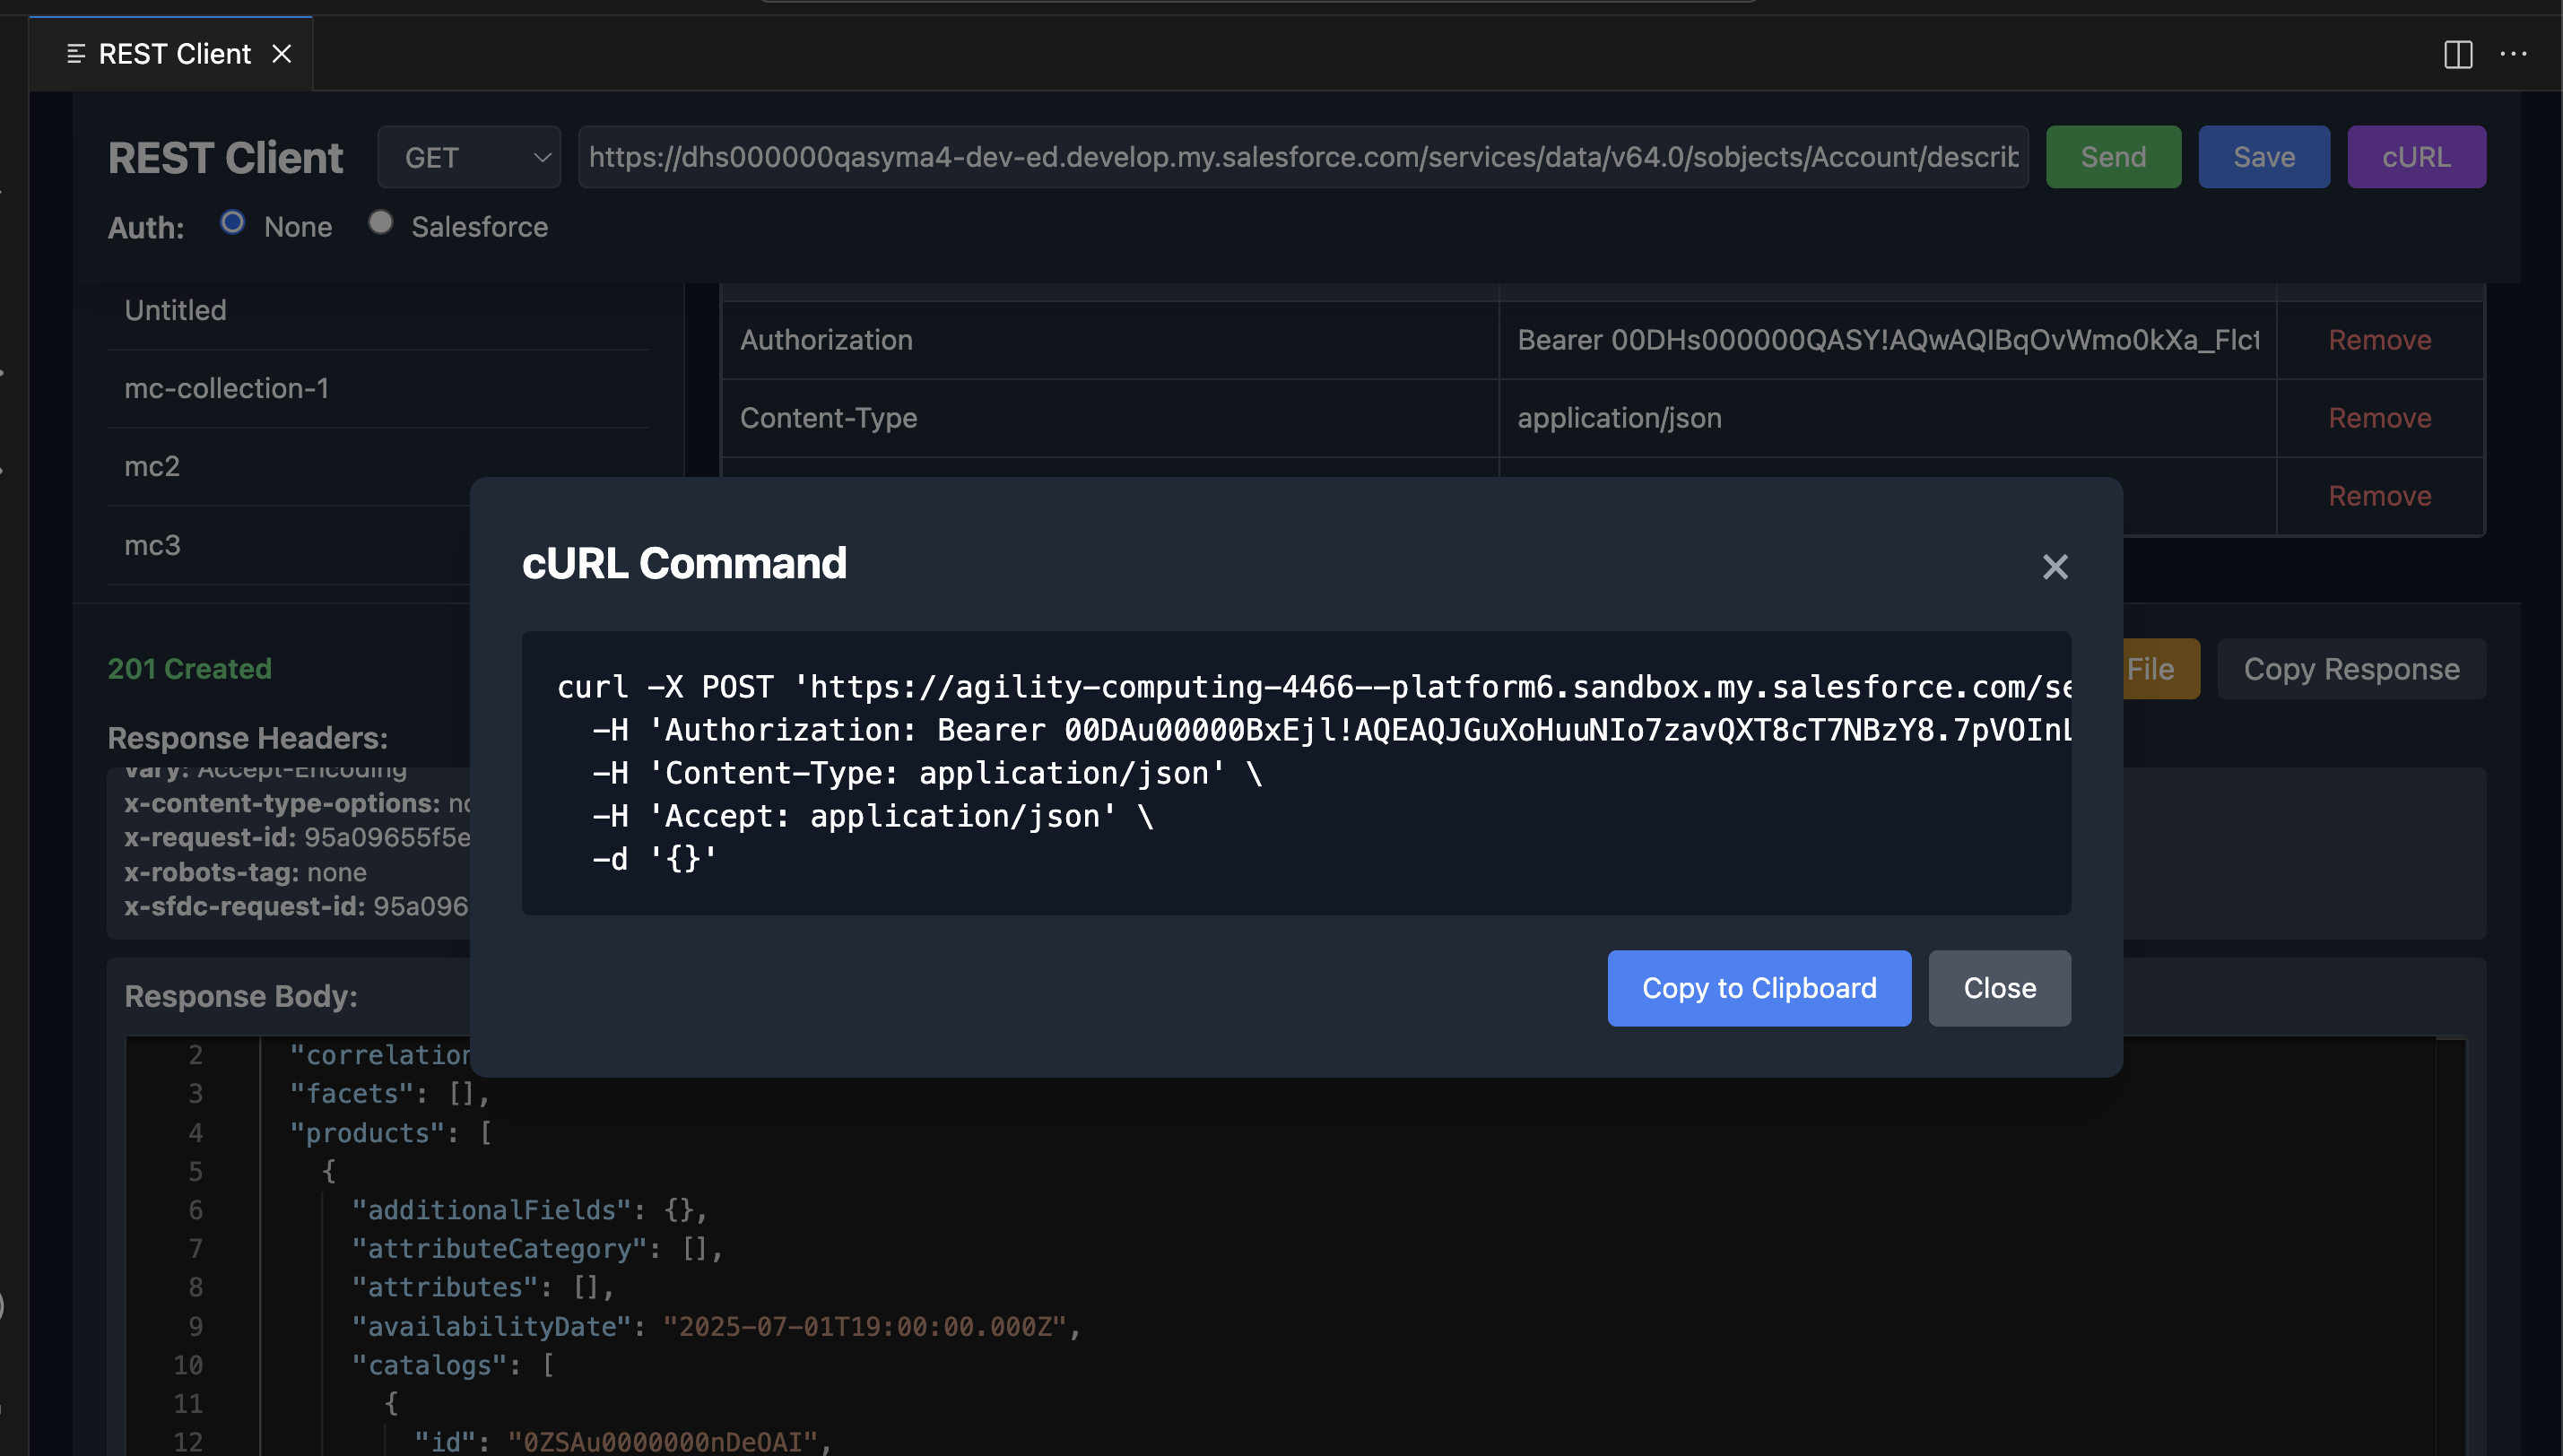 REST Client
REST Client GET https://dhs000000qasyma4-dev-ed.develop.my.salesforce.com/services/data/v64.0/sobjects/Account/describ Send Save cURL
Auth: None Salesforce
Untitled
mc-collection-1
mc2
mc3
Authorization Bearer 00DHs000000QASY!AQwAQIBqOvWmo0kXa_Flct Remove
Content-Type application/json Remove
Remove
cURL Command
curl -X POST 'https://agility-computing-4466--platform6.sandbox.my.salesforce.com/se
-H 'Authorization: Bearer 00DAu00000BxEjl!AQEAQJGuXoHuuNIo7zavQXT8cT7NBzY8.7pVOInL
-H 'Content-Type: application/json' \
-H 'Accept: application/json' \
-d '{}'
Copy to Clipboard Close
201 Created
File Copy Response
Response Headers:
vary: Accept-Encoding
x-content-type-options: no
x-request-id: 95a09655f5e
x-robots-tag: none
x-sfdc-request-id: 95a096
Response Body:
2 "correlation
3 "facets": [],
4 "products": [
5 {
6 "additionalFields": {},
7 "attributeCategory": [],
8 "attributes": [],
9 "availabilityDate": "2025-07-01T19:00:00.000Z",
10 "catalogs": [
11 {
12 "id": "0ZSAu0000000nDeOAI",